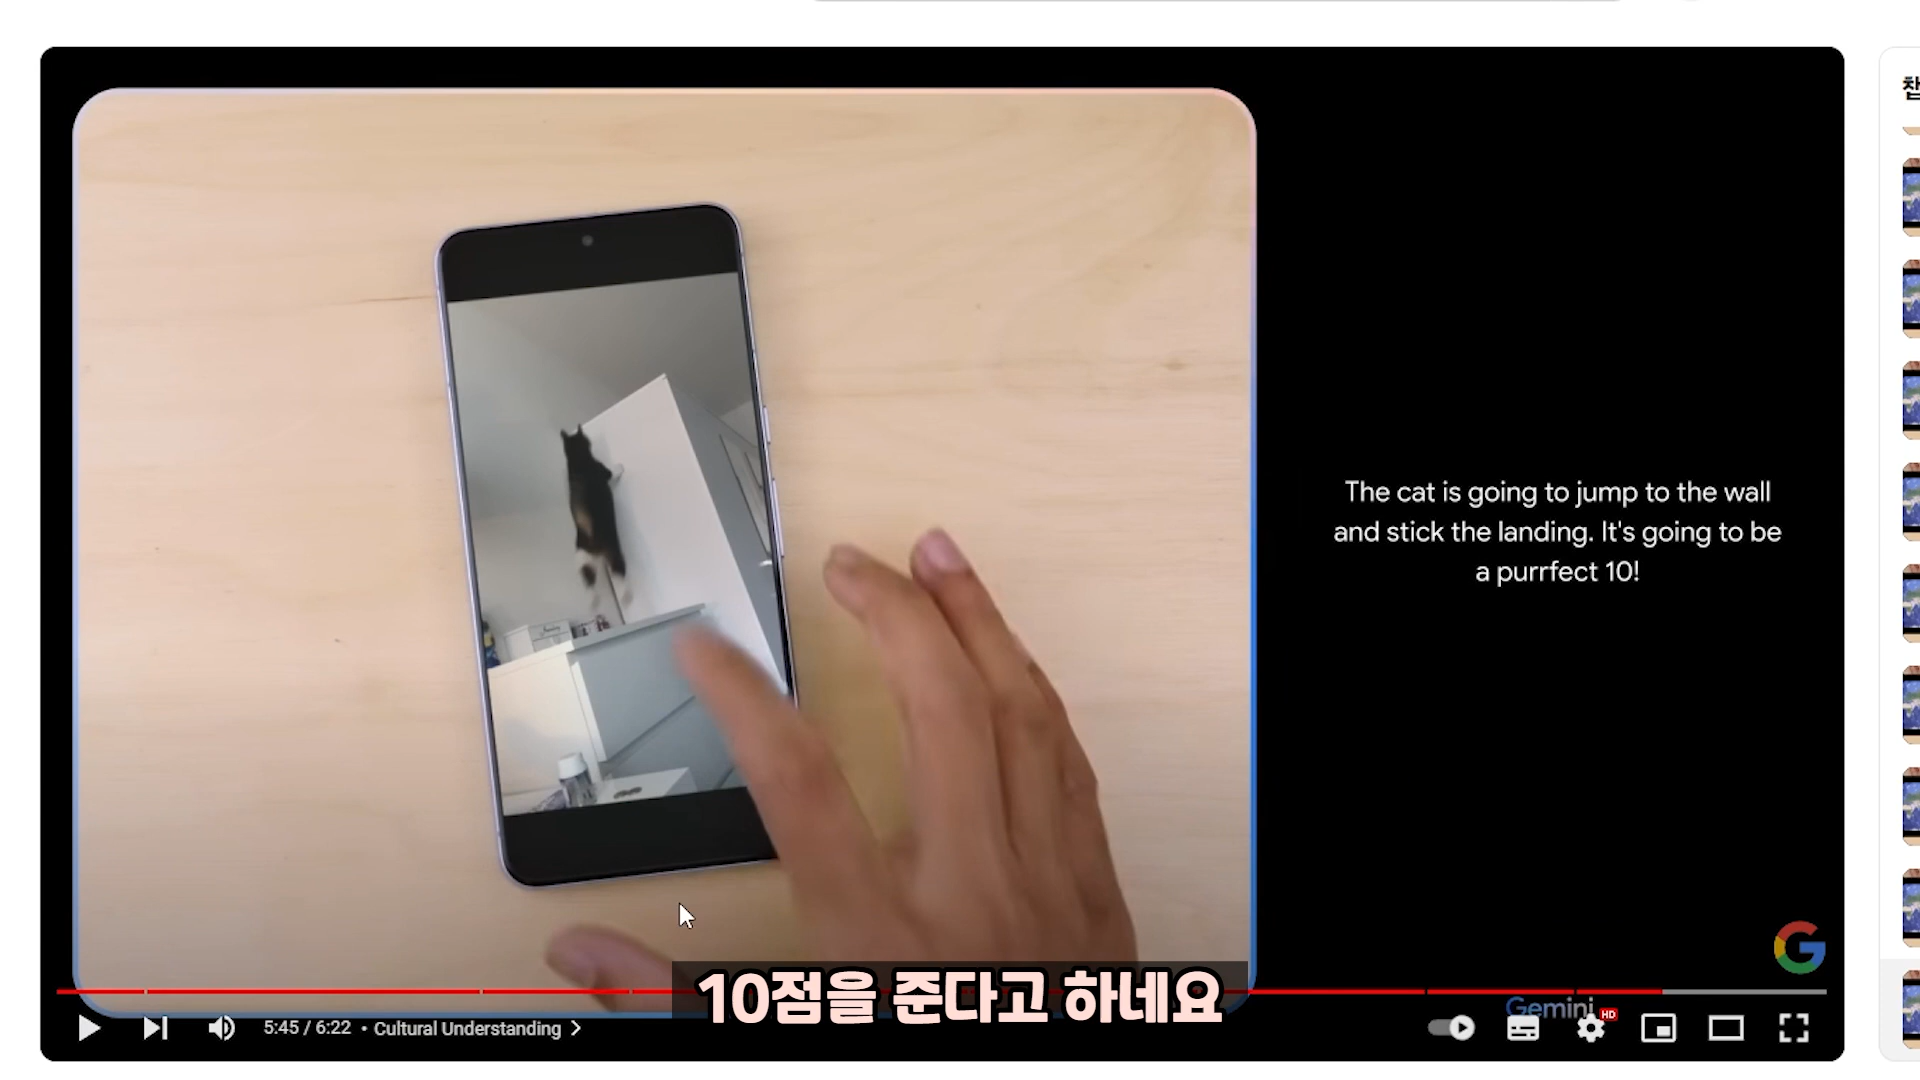 챕
The cat is going to jump to the wall
and stick the landing. It's going to be
a purrfect 10!
10점을 준다고 하네요
Gemini
5:45 / 6:22 • Cultural Understanding
HD